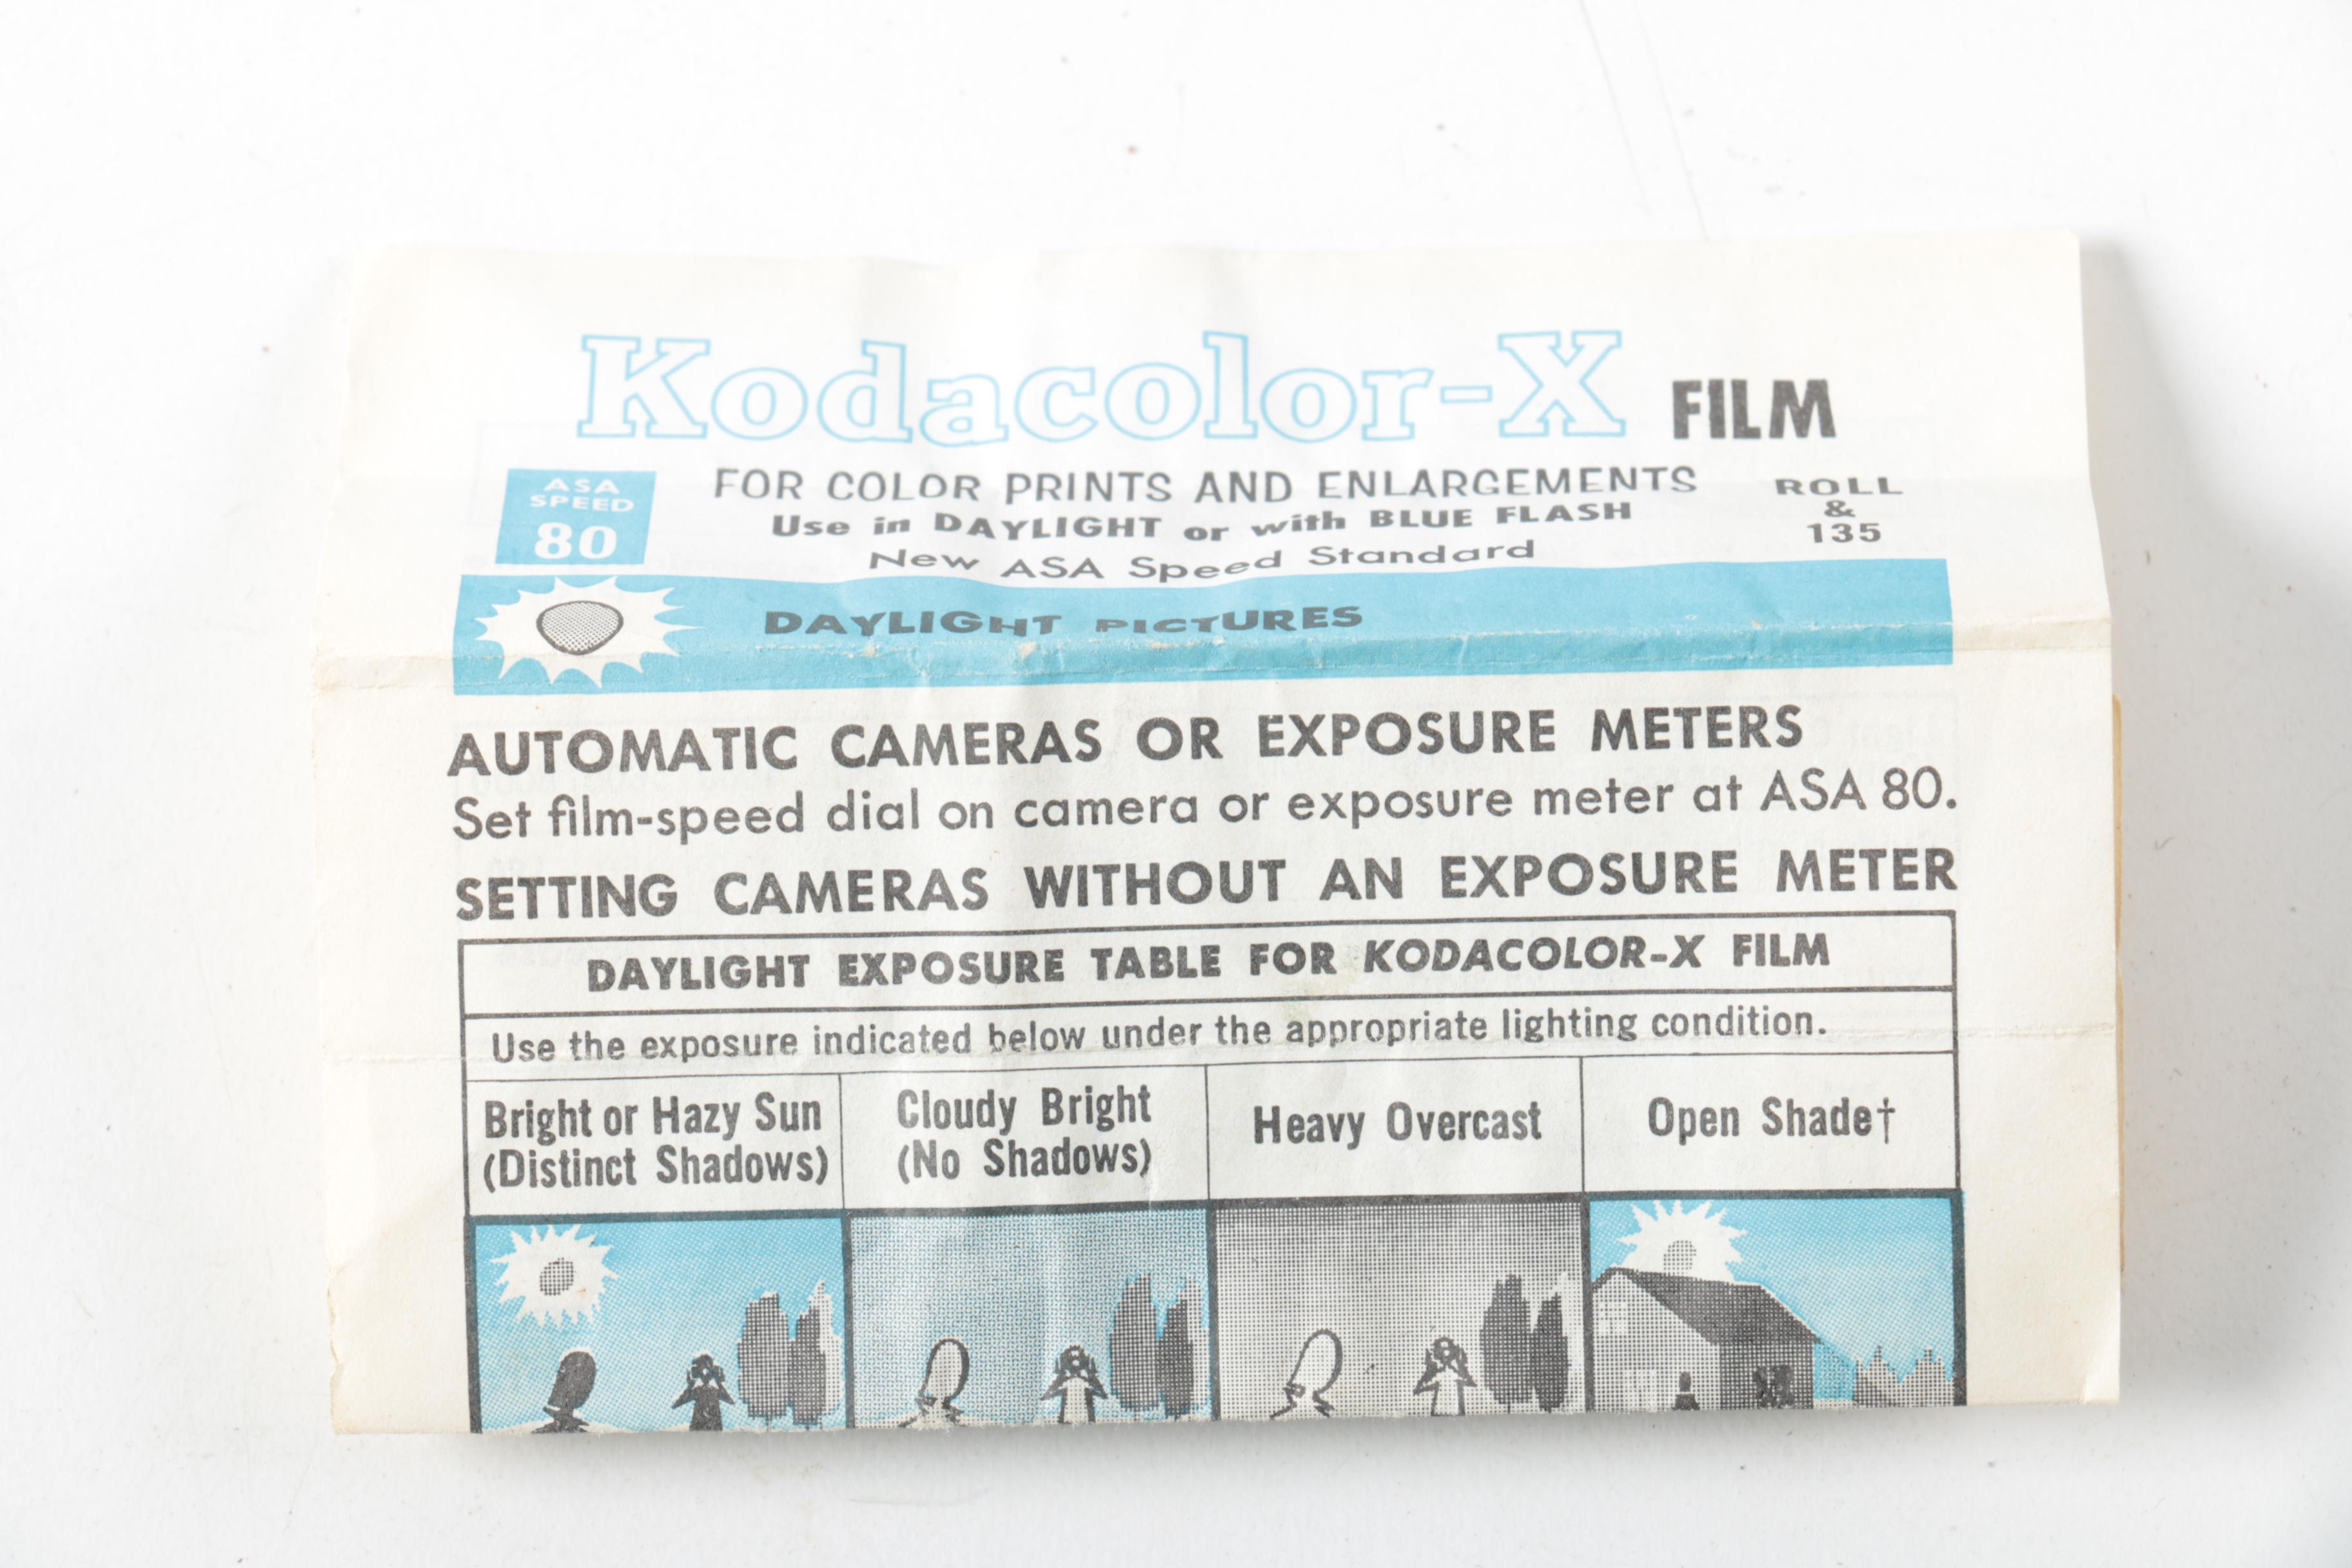 Kodacolor-X FILM
ASA
SPEED
80
FOR COLOR PRINTS AND ENLARGEMENTS
Use in DAYLIGHT or with BLUE FLASH
New ASA Speed Standard
ROLL
&
135
DAYLIGHT PICTURES
AUTOMATIC CAMERAS OR EXPOSURE METERS
Set film-speed dial on camera or exposure meter at ASA 80.
SETTING CAMERAS WITHOUT AN EXPOSURE METER
DAYLIGHT EXPOSURE TABLE FOR KODACOLOR-X FILM
Use the exposure indicated below under the appropriate lighting condition.
Bright or Hazy Sun
(Distinct Shadows)
Cloudy Bright
(No Shadows)
Heavy Overcast
Open Shade†